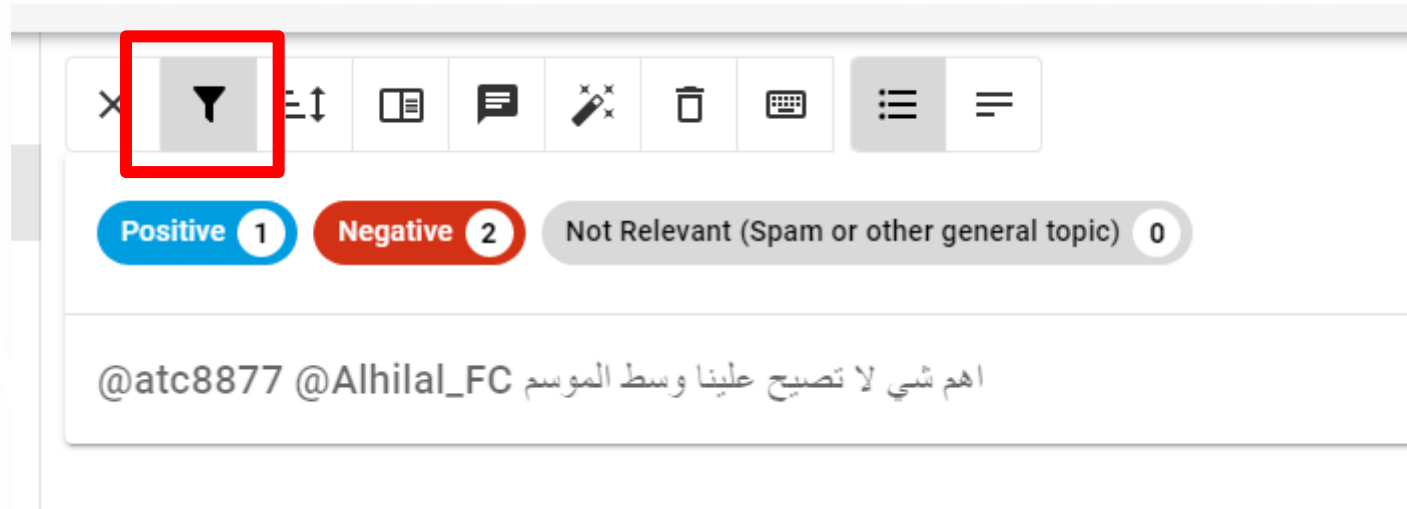 Positive 1 Negative 2 Not Relevant (Spam or other general topic) 0
@atc8877 @Alhilal_FC اهم شي لا تصيح علينا وسط الموسم